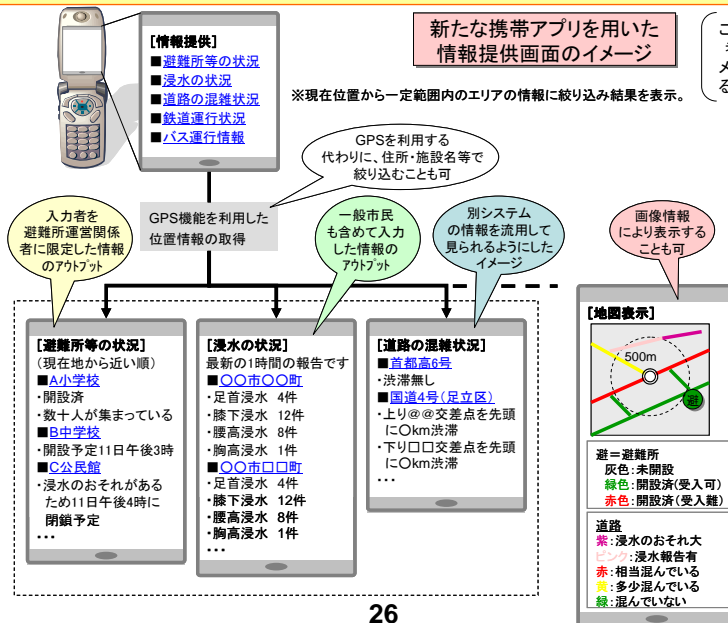 新たな携帯アプリを用いた
情報提供画面のイメージ
[情報提供]
■避難所等の状況
■浸水の状況
■道路の混雑状況
■鉄道運行状況
■バス運行情報
※現在位置から一定範囲内のエリアの情報に絞り込み結果を表示。
GPSを利用する
代わりに、住所・施設名等で
絞り込むことも可
入力者を
避難所運営関係
者に限定した情報
のアウトプット
GPS機能を利用した
位置情報の取得
一般市民
も含めて入力
した情報の
アウトプット
別システム
の情報を流用して
見られるようにした
イメージ
画像情報
により表示する
ことも可
[避難所等の状況]
(現在地から近い順)
■A小学校
・開設済
・数十人が集まっている
■B中学校
・開設予定11日午後3時
■C公民館
・浸水のおそれがある
ため11日午後4時に
閉鎖予定
・・・
[浸水の状況]
最新の1時間の報告です
■〇〇市〇〇町
・足首浸水 4件
・膝下浸水 12件
・腰高浸水 8件
・胸高浸水 1件
■〇〇市□□町
・足首浸水 4件
・膝下浸水 12件
・腰高浸水 8件
・胸高浸水 1件
・・・
[道路の混雑状況]
■首都高6号
・渋滞無し
■国道4号(足立区)
・上り@@交差点を先頭
に〇km渋滞
・下り□□交差点を先頭
に〇km渋滞
・・・
[地図表示]
500m
避
避=避難所
灰色:未開設
緑色:開設済(受入可)
赤色:開設済(受入難)
道路
紫:浸水のおそれ大
ピンク:浸水報告有
赤:相当混んでいる
黄:多少混んでいる
緑:混んでいない
26